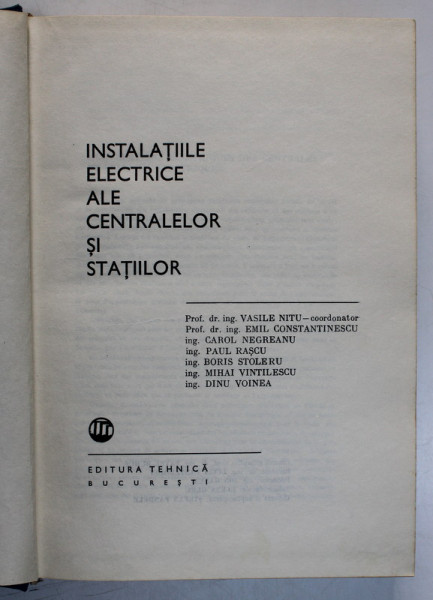 INSTALAȚIILE
ELECTRICE
ALE
CENTRALELOR
ȘI
STAȚIILOR
Prof. dr. ing. VASILE NITU—coordonator
Prof. dr. ing. EMIL CONSTANTINESCU
ing. CAROL NEGREANU
ing. PAUL RAȘCU
ing. BORIS STOLERU
ing. MIHAI VINTILESCU
ing. DINU VOINEA
EDITURA TEHNICĂ
BUCUREȘTI